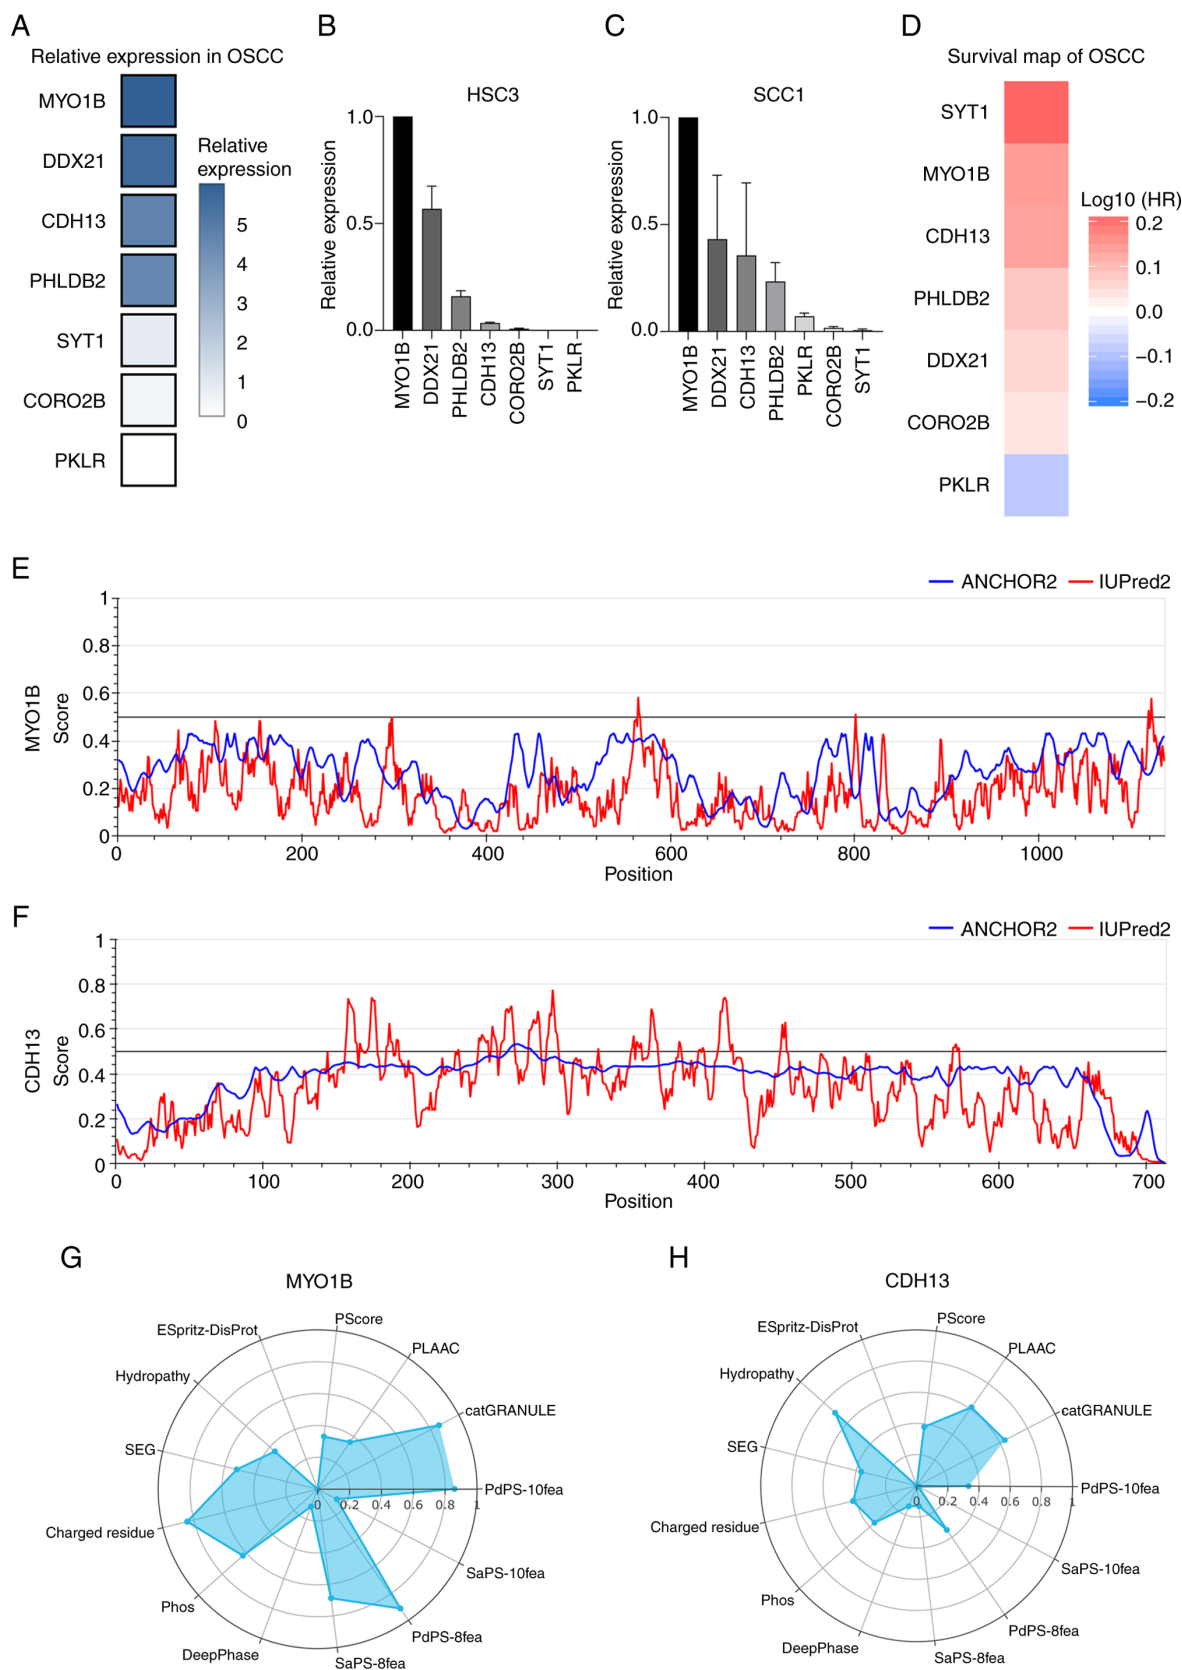 A
Relative expression in OSCC
MYO1B
DDX21
CDH13
PHLDB2
SYT1
CORO2B
PKLR
Relative
expression
5
4
3
2
1
0
B
HSC3
Relative expression
1.0
0.5
0.0
MYO1B
DDX21
PHLDB2
CDH13
CORO2B
SYT1
PKLR
C
SCC1
Relative expression
1.0
0.5
0.0
MYO1B
DDX21
CDH13
PHLDB2
PKLR
CORO2B
SYT1
D
Survival map of OSCC
SYT1
MYO1B
CDH13
PHLDB2
DDX21
CORO2B
PKLR
Log10 (HR)
0.2
0.1
0.0
−0.1
−0.2
E
ANCHOR2 IUPred2
MYO1B
Score
1
0.8
0.6
0.4
0.2
0
0 200 400 600 800 1000
Position
F
ANCHOR2 IUPred2
CDH13
Score
1
0.8
0.6
0.4
0.2
0
0 100 200 300 400 500 600 700
Position
G
MYO1B
PScore
ESpritz-DisProt
PLAAC
Hydropathy
catGRANULE
SEG
PdPS-10fea
0 0.2 0.4 0.6 0.8 1
Charged residue
SaPS-10fea
Phos
PdPS-8fea
DeepPhase
SaPS-8fea
H
CDH13
PScore
ESpritz-DisProt
PLAAC
Hydropathy
catGRANULE
SEG
PdPS-10fea
0 0.2 0.4 0.6 0.8 1
Charged residue
SaPS-10fea
Phos
PdPS-8fea
DeepPhase
SaPS-8fea